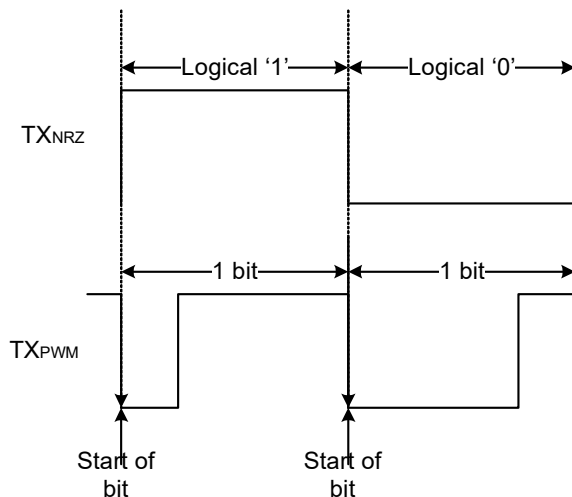 Logical ‘1’ Logical ‘0’
TXNRZ
1 bit 1 bit
TXPWM
Start of bit
Start of bit